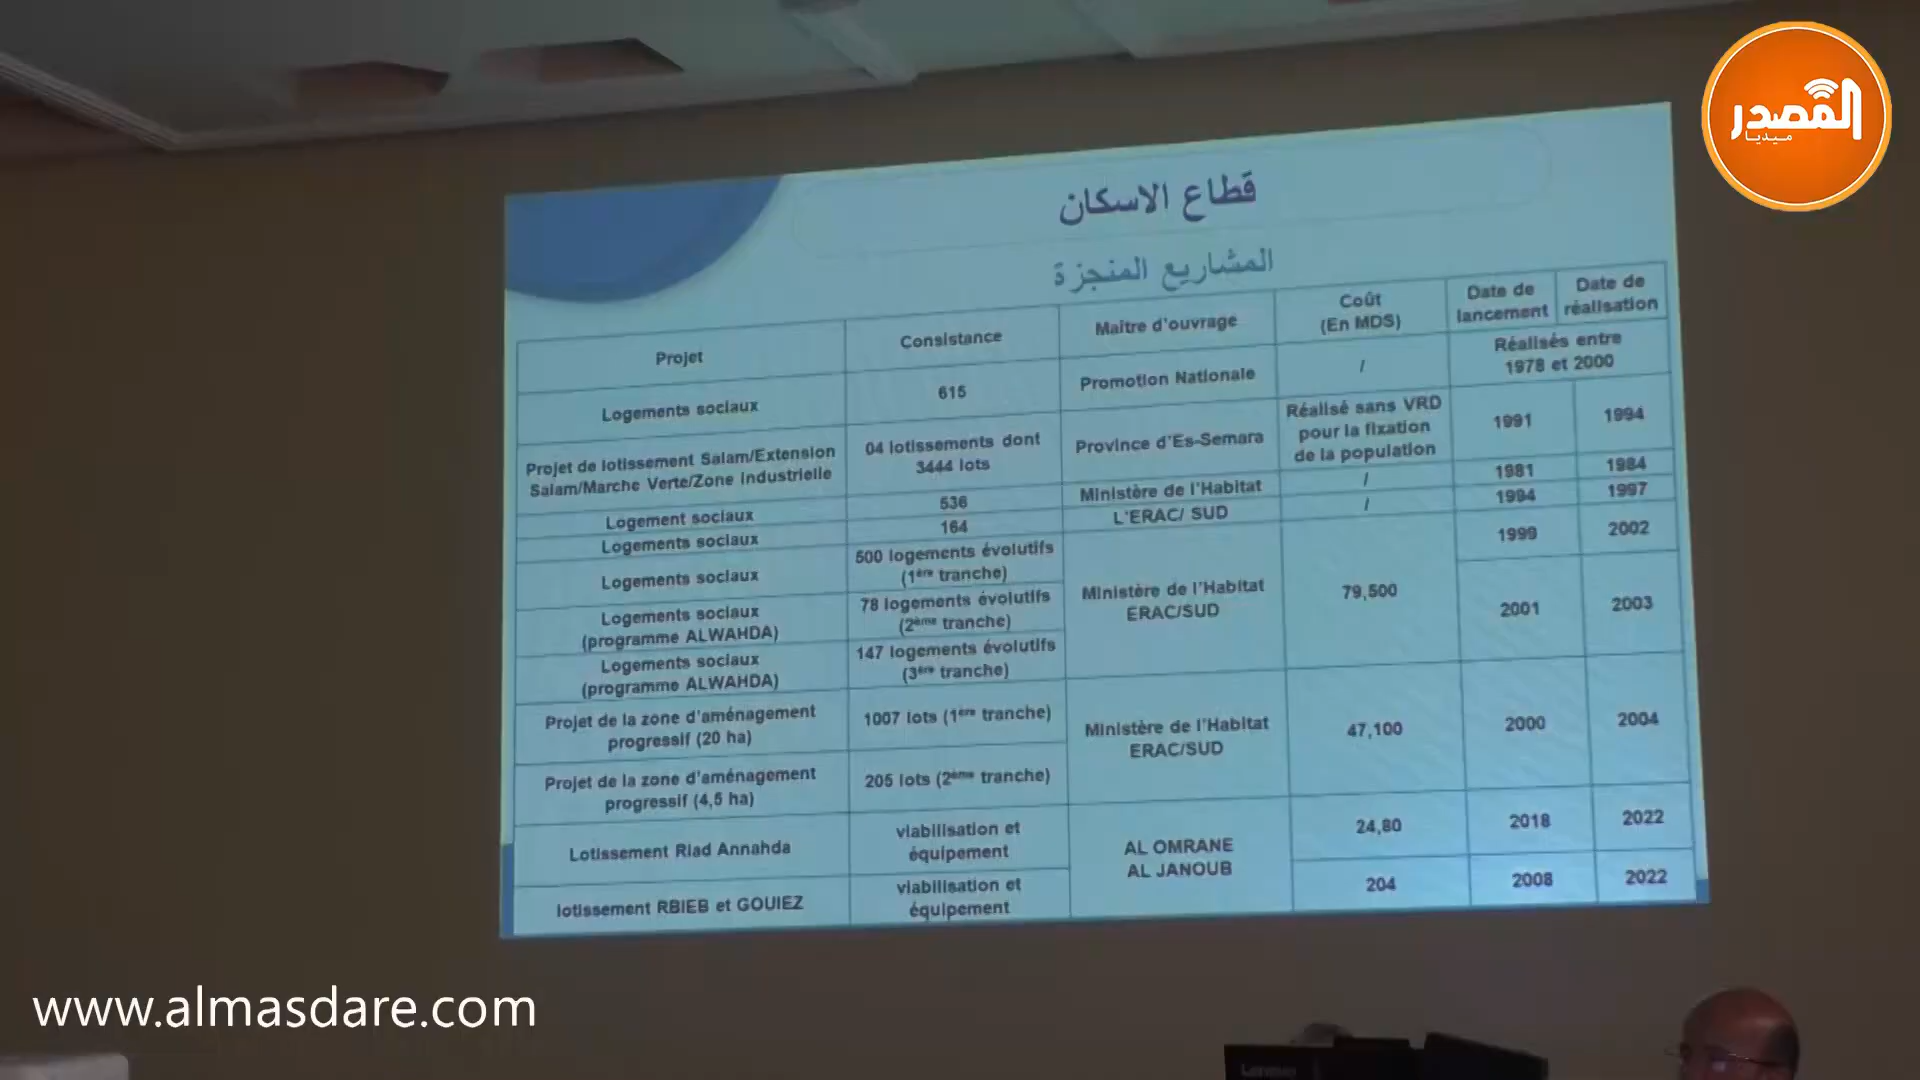 المصدر
ميديا
قطاع الاسكان
المشاريع المنجزة
Projet
Consistance
Maître d'ouvrage
Coût
(En MDS)
Date de
lancement
Date de
réalisation
Logements sociaux
615
Promotion Nationale
/
Réalisés entre
1978 et 2000
Projet de lotissement Salam/Extension
Salam/Marche Verte/Zone Industrielle
04 lotissements dont
3444 lots
Province d'Es-Semara
Réalisé sans VRD
pour la fixation
de la population
1991
1994
Logement sociaux
536
Ministère de l'Habitat
/
1981
1984
Logements sociaux
164
L'ERAC/ SUD
/
1994
1997
Logements sociaux
500 logements évolutifs
(1ère tranche)
Ministère de l'Habitat
ERAC/SUD
79,500
1999
2002
Logements sociaux
(programme ALWAHDA)
78 logements évolutifs
(2ème tranche)
2001
2003
Logements sociaux
(programme ALWAHDA)
147 logements évolutifs
(3ère tranche)
Projet de la zone d'aménagement
progressif (20 ha)
1007 lots (1ère tranche)
Ministère de l'Habitat
ERAC/SUD
47,100
2000
2004
Projet de la zone d'aménagement
progressif (4,5 ha)
205 lots (2ème tranche)
Lotissement Riad Annahda
viabilisation et
équipement
AL OMRANE
AL JANOUB
24,80
2018
2022
lotissement RBIEB et GOUIEZ
viabilisation et
équipement
204
2008
2022
www.almasdare.com
Lenovo